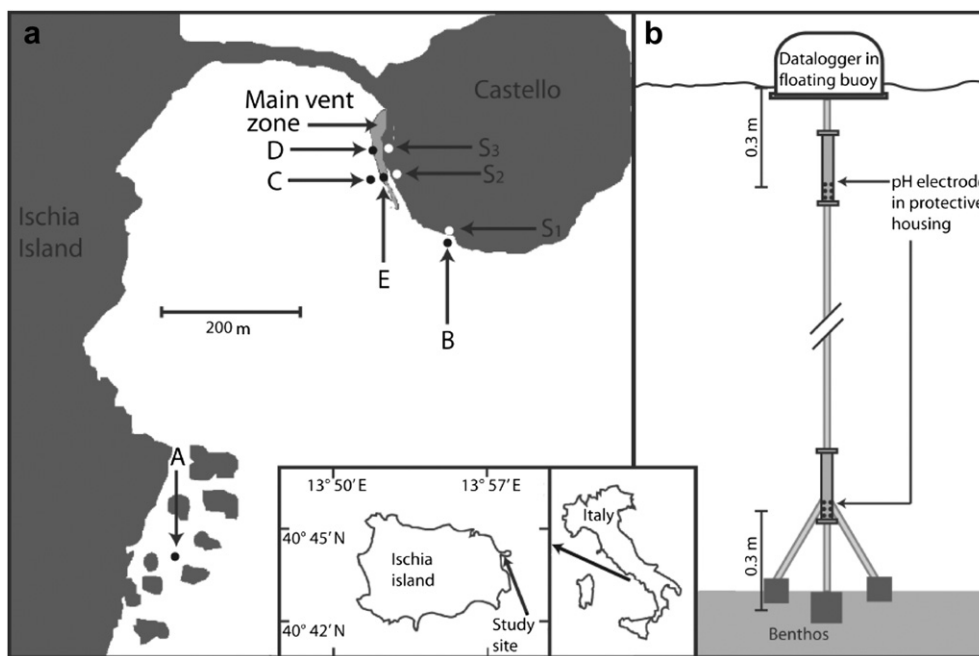 a
Castello
Main vent
zone
D
C
S3
S2
S1
E
B
Ischia
Island
200 m
A
13° 50′ E
13° 57′ E
40° 45′ N
40° 42′ N
Ischia
island
Study
site
Italy
b
Datalogger in
floating buoy
0.3 m
pH electrode
in protective
housing
0.3 m
Benthos